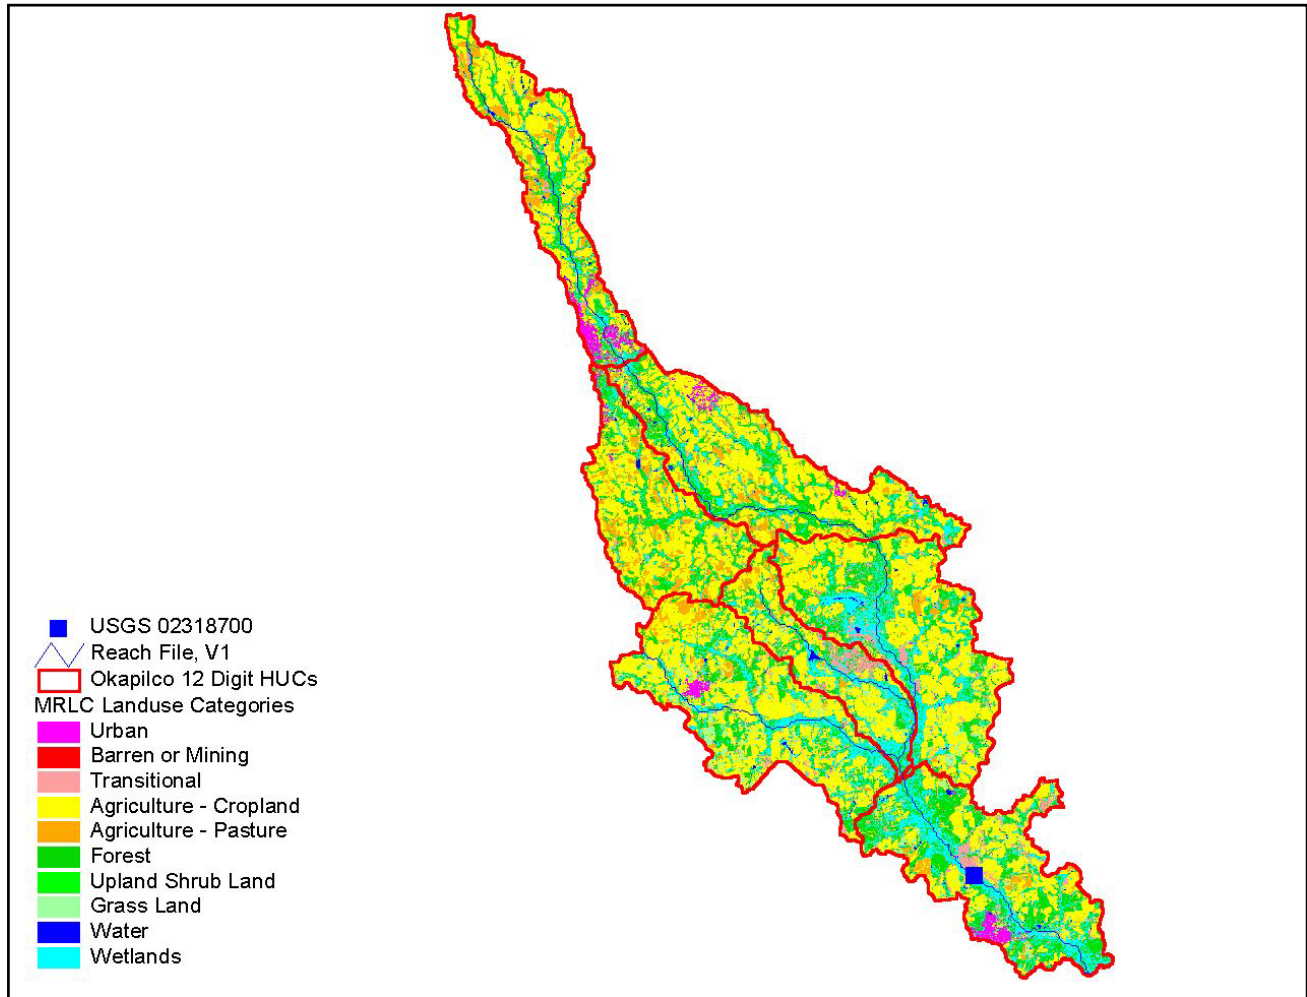 USGS 02318700
Reach File, V1
Okapilco 12 Digit HUCs
MRLC Landuse Categories
Urban
Barren or Mining
Transitional
Agriculture - Cropland
Agriculture - Pasture
Forest
Upland Shrub Land
Grass Land
Water
Wetlands